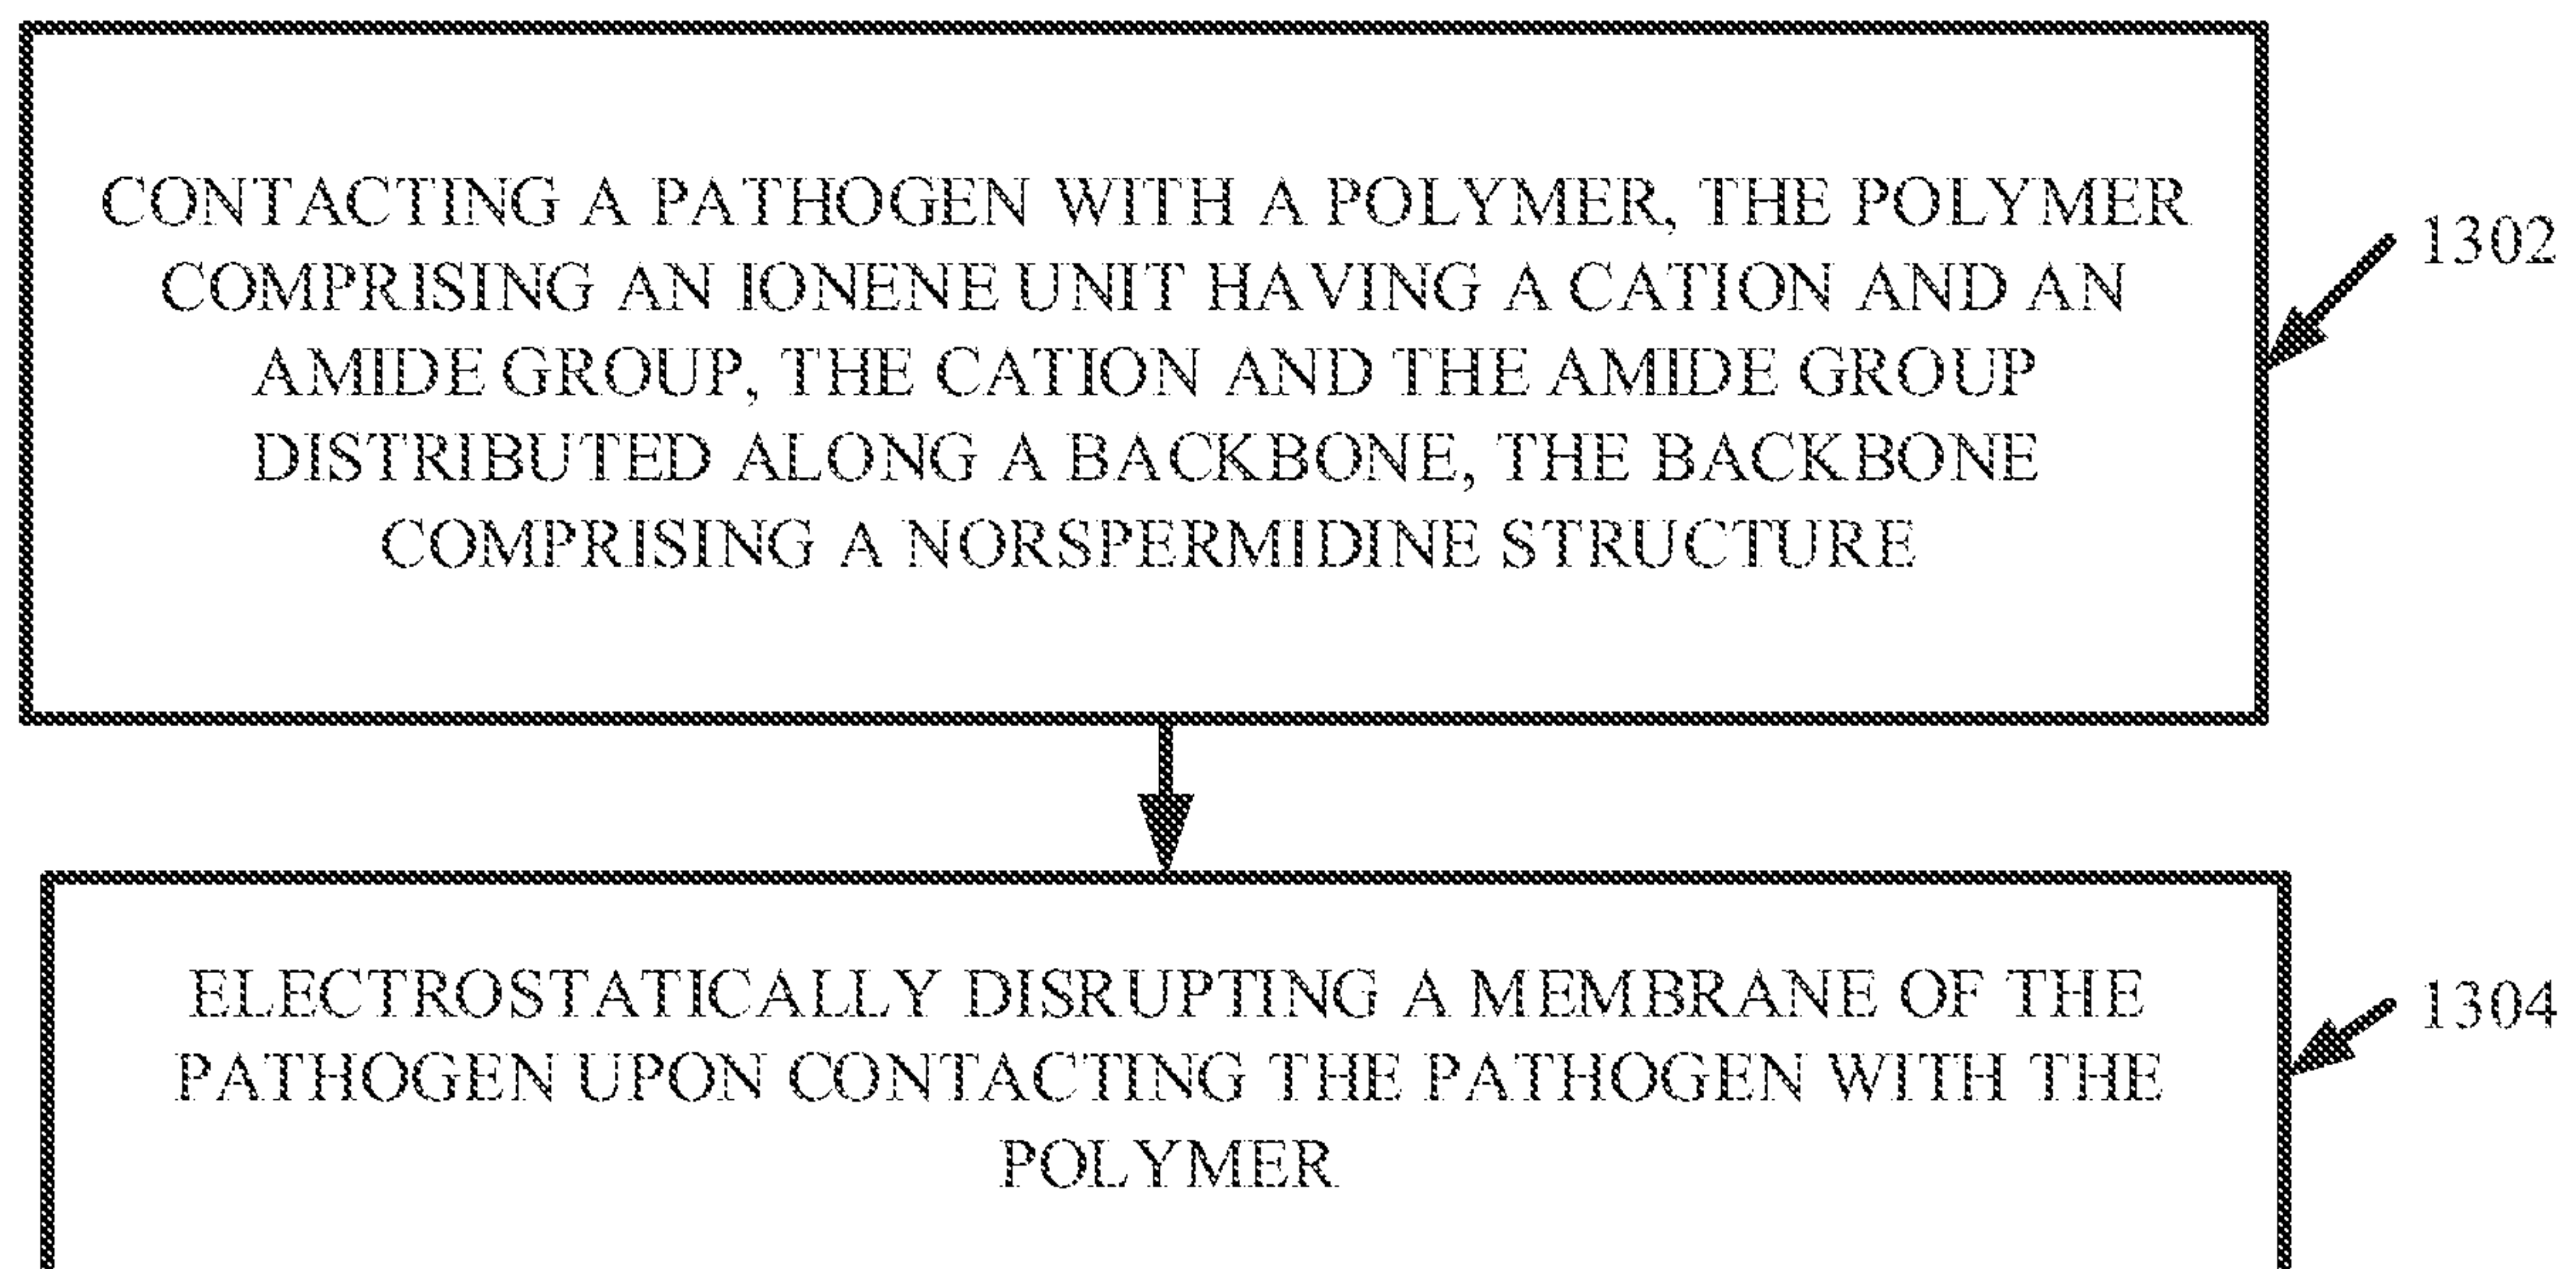 CONTACTING A PATHOGEN WITH A POLYMER, THE POLYMER
COMPRISING AN IONENE UNIT HAVING A CATION AND AN
AMIDE GROUP, THE CATION AND THE AMIDE GROUP
DISTRIBUTED ALONG A BACKBONE, THE BACKBONE
COMPRISING A NORSPERMIDINE STRUCTURE
1302
ELECTROSTATICALLY DISRUPTING A MEMBRANE OF THE
PATHOGEN UPON CONTACTING THE PATHOGEN WITH THE
POLYMER
1304